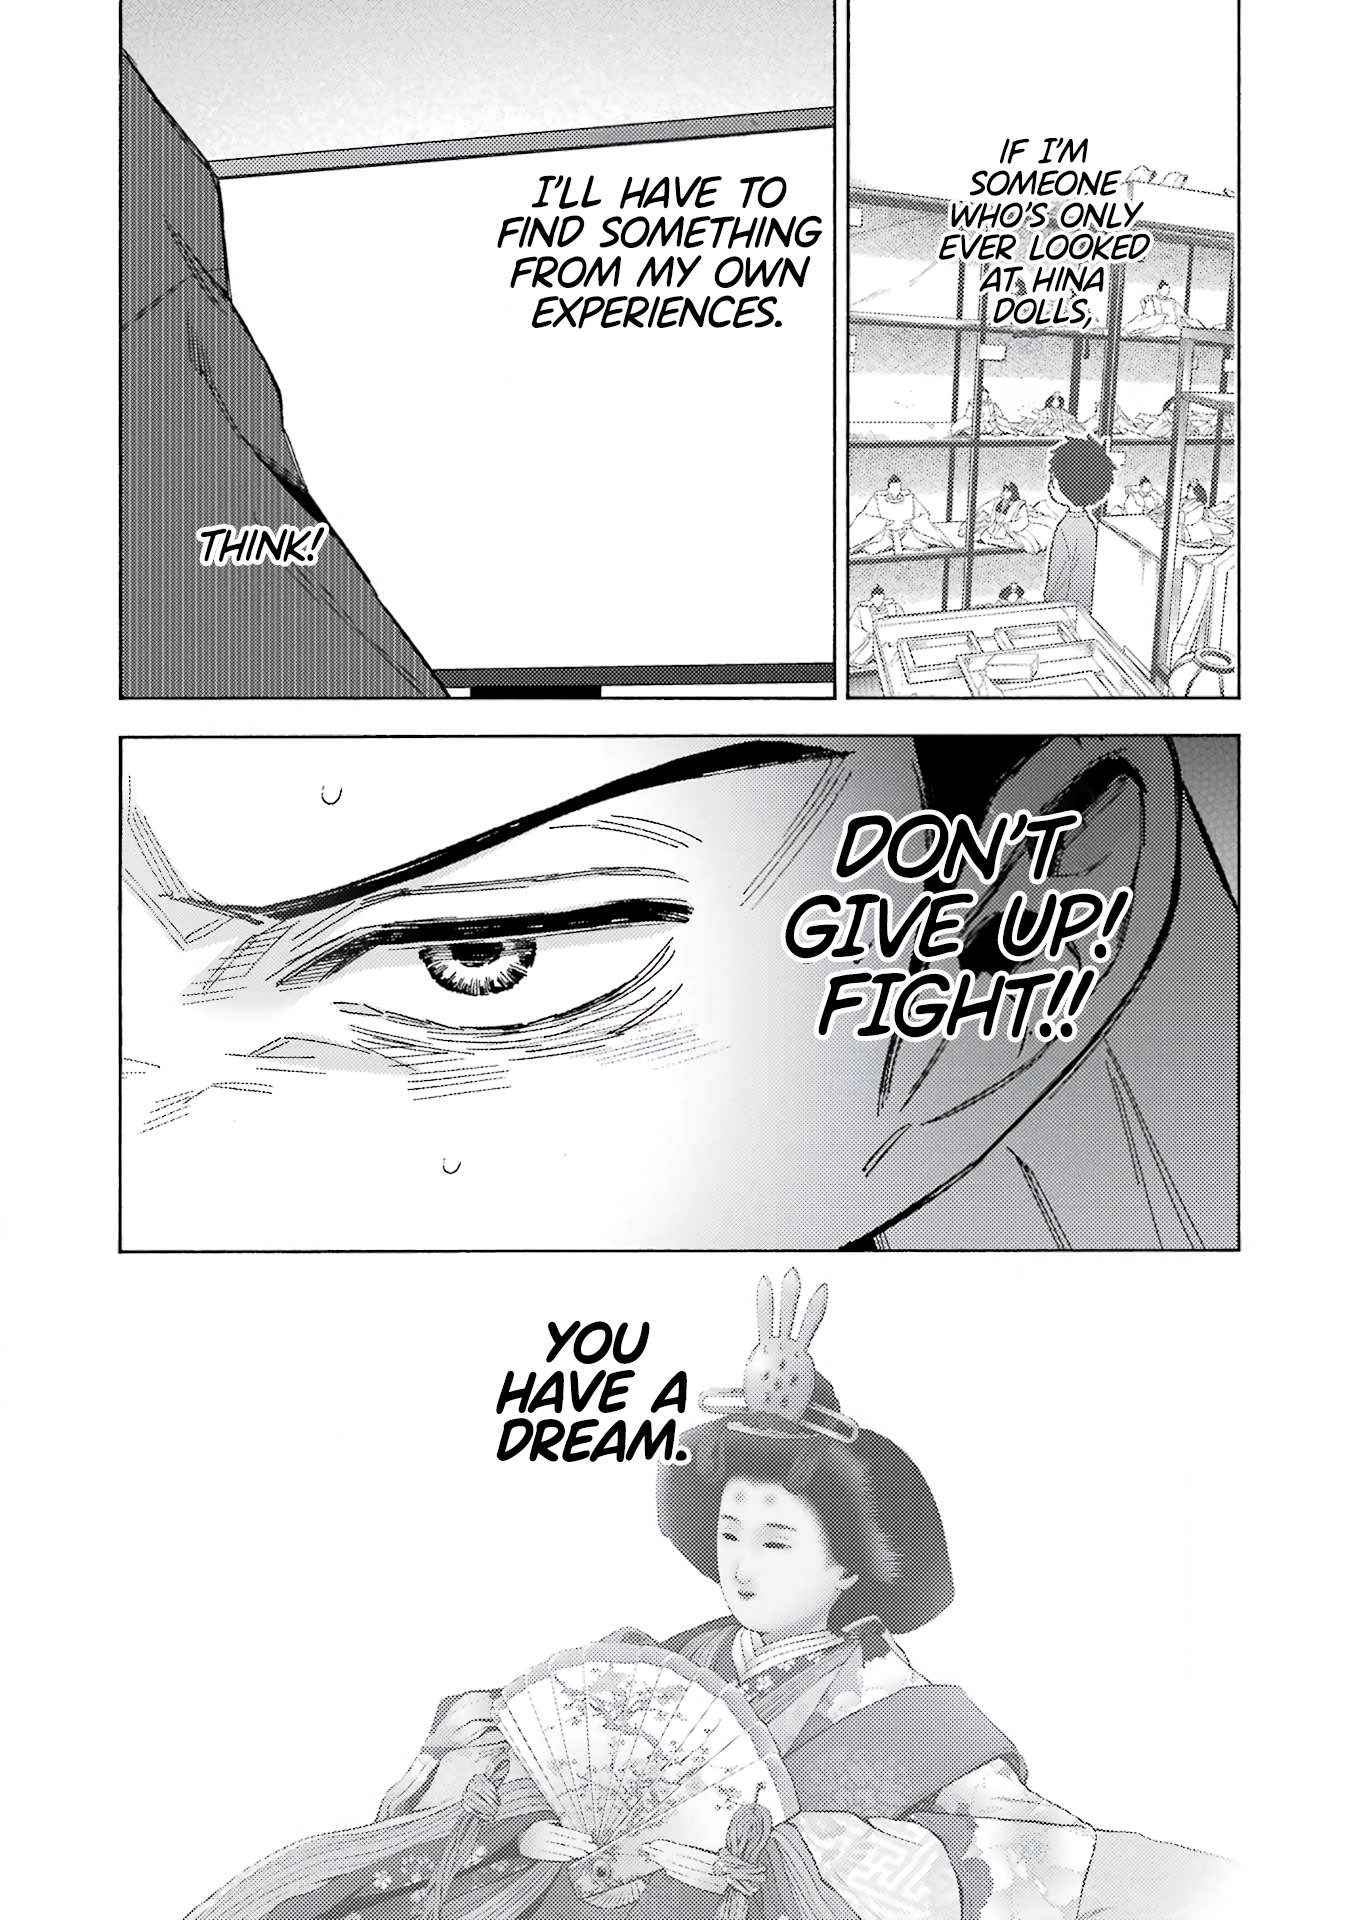 IF I'M
SOMEONE
WHO'S ONLY
EVER LOOKED
AT HINA
DOLLS,
I'LL HAVE TO
FIND SOMETHING
FROM MY OWN
EXPERIENCES.
THINK!
DON'T
GIVE UP!
FIGHT!!
YOU
HAVE A
DREAM.